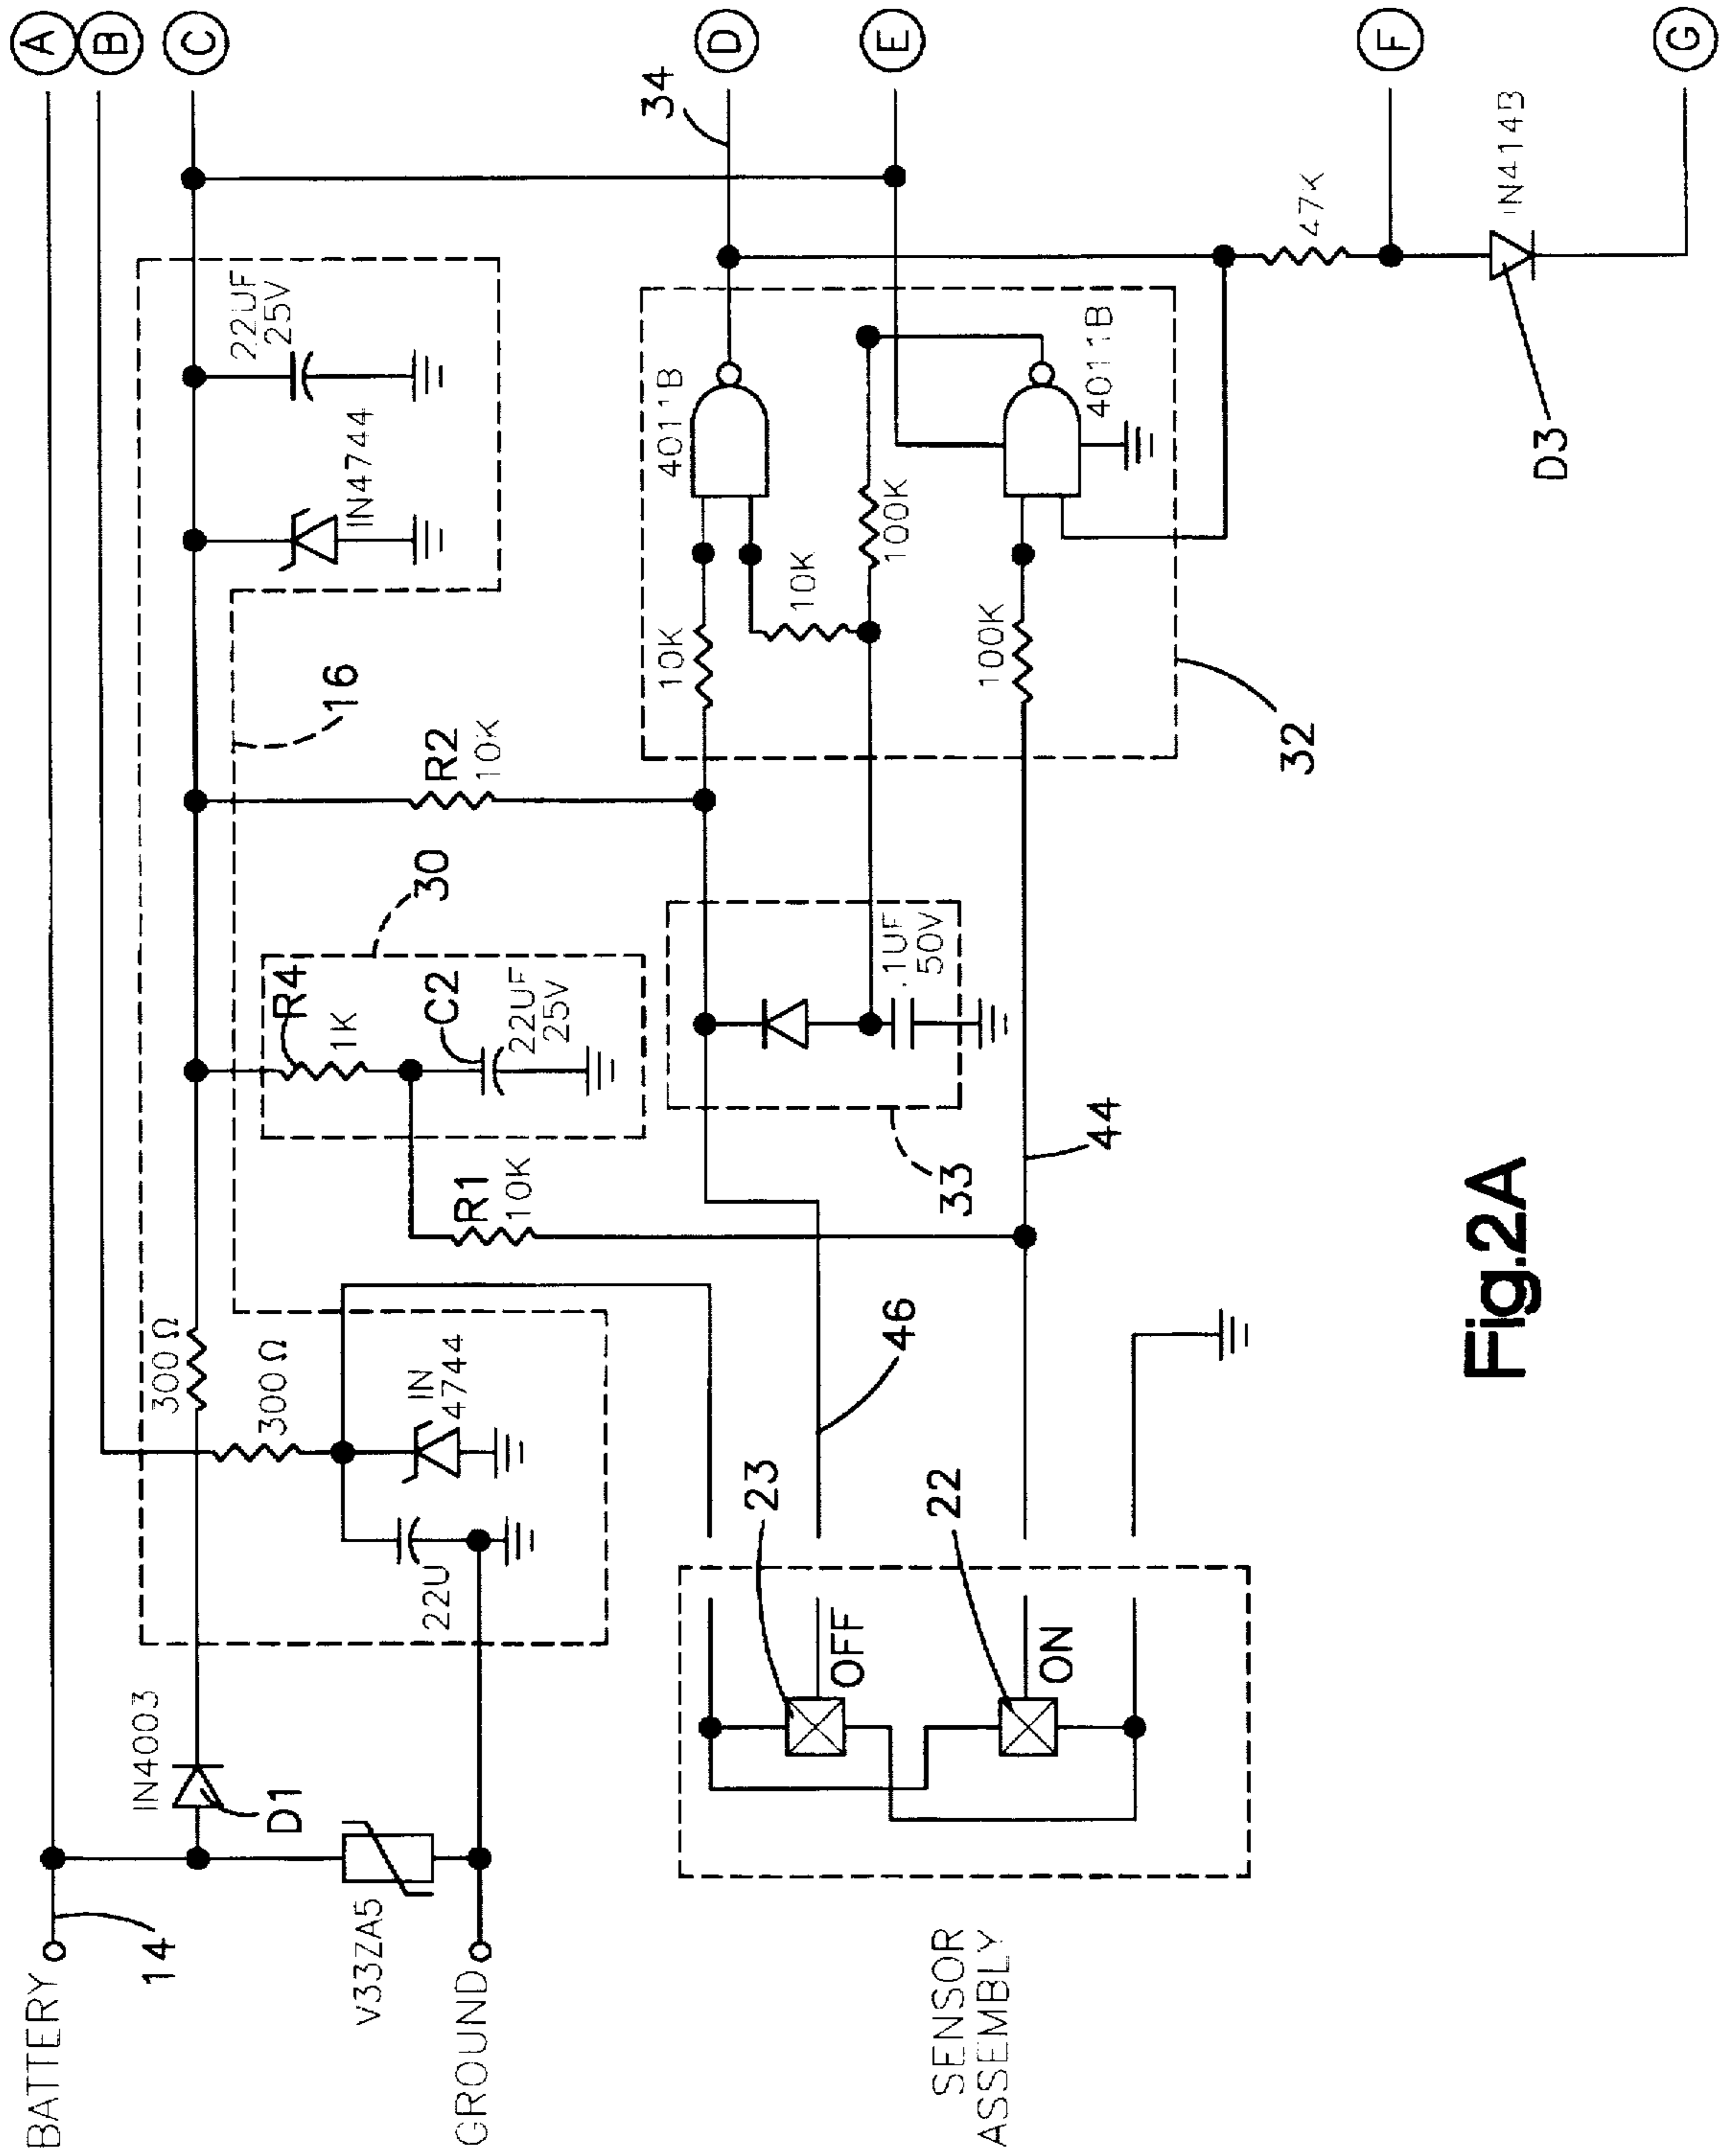 A
B
C
D
E
F
G
BATTERY
14
IN4003
D1
V33ZA5
GROUND
300Ω
300Ω
IN
4744
22U
16
IN4744
22UF
25V
30
R4
1K
C2
22UF
25V
R1
10K
R2
10K
34
4011B
10K
10K
100K
100K
4011B
32
33
.1UF
50V
46
44
47K
IN414B
D3
SENSOR
ASSEMBLY
23
OFF
22
ON
Fig.2A